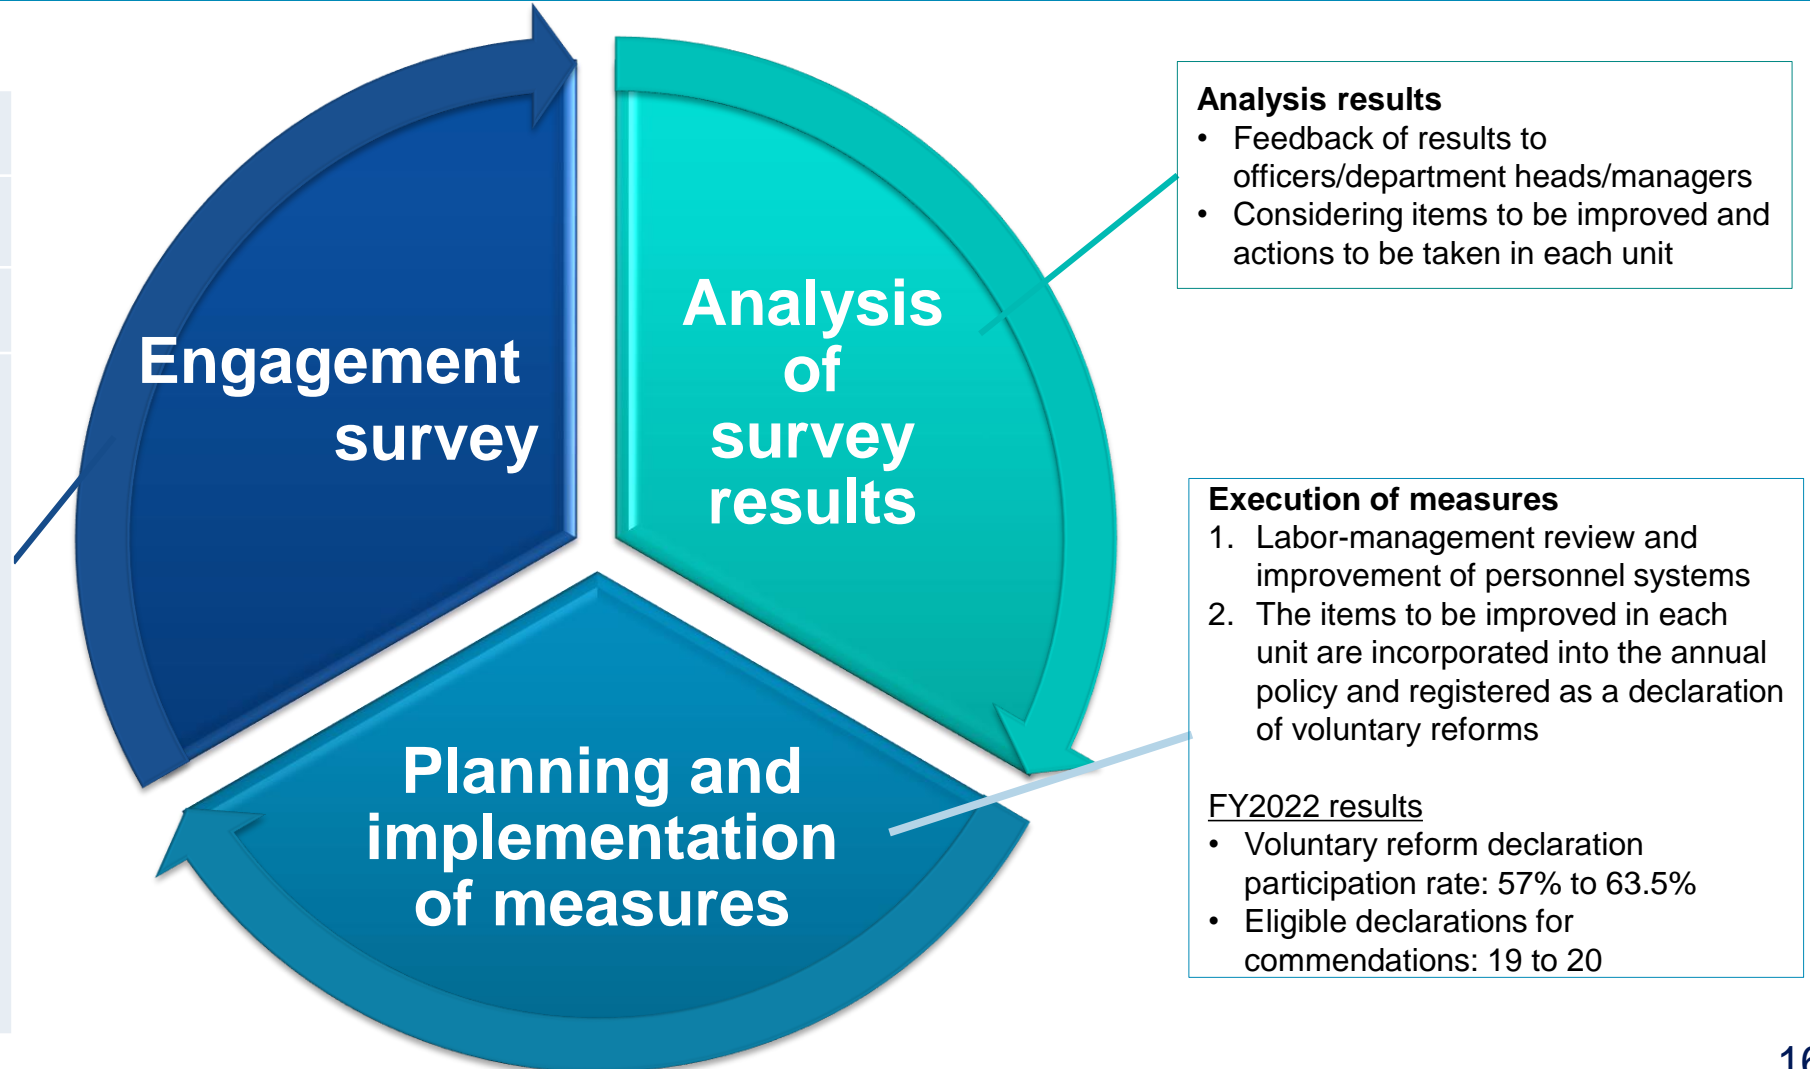 Engagement
survey
Analysis
of
survey
results
Planning and
implementation
of measures
Analysis results
• Feedback of results to
officers/department heads/managers
• Considering items to be improved and
actions to be taken in each unit
Execution of measures
1. Labor-management review and
improvement of personnel systems
2. The items to be improved in each
unit are incorporated into the annual
policy and registered as a declaration
of voluntary reforms
FY2022 results
• Voluntary reform declaration
participation rate: 57% to 63.5%
• Eligible declarations for
commendations: 19 to 20
16